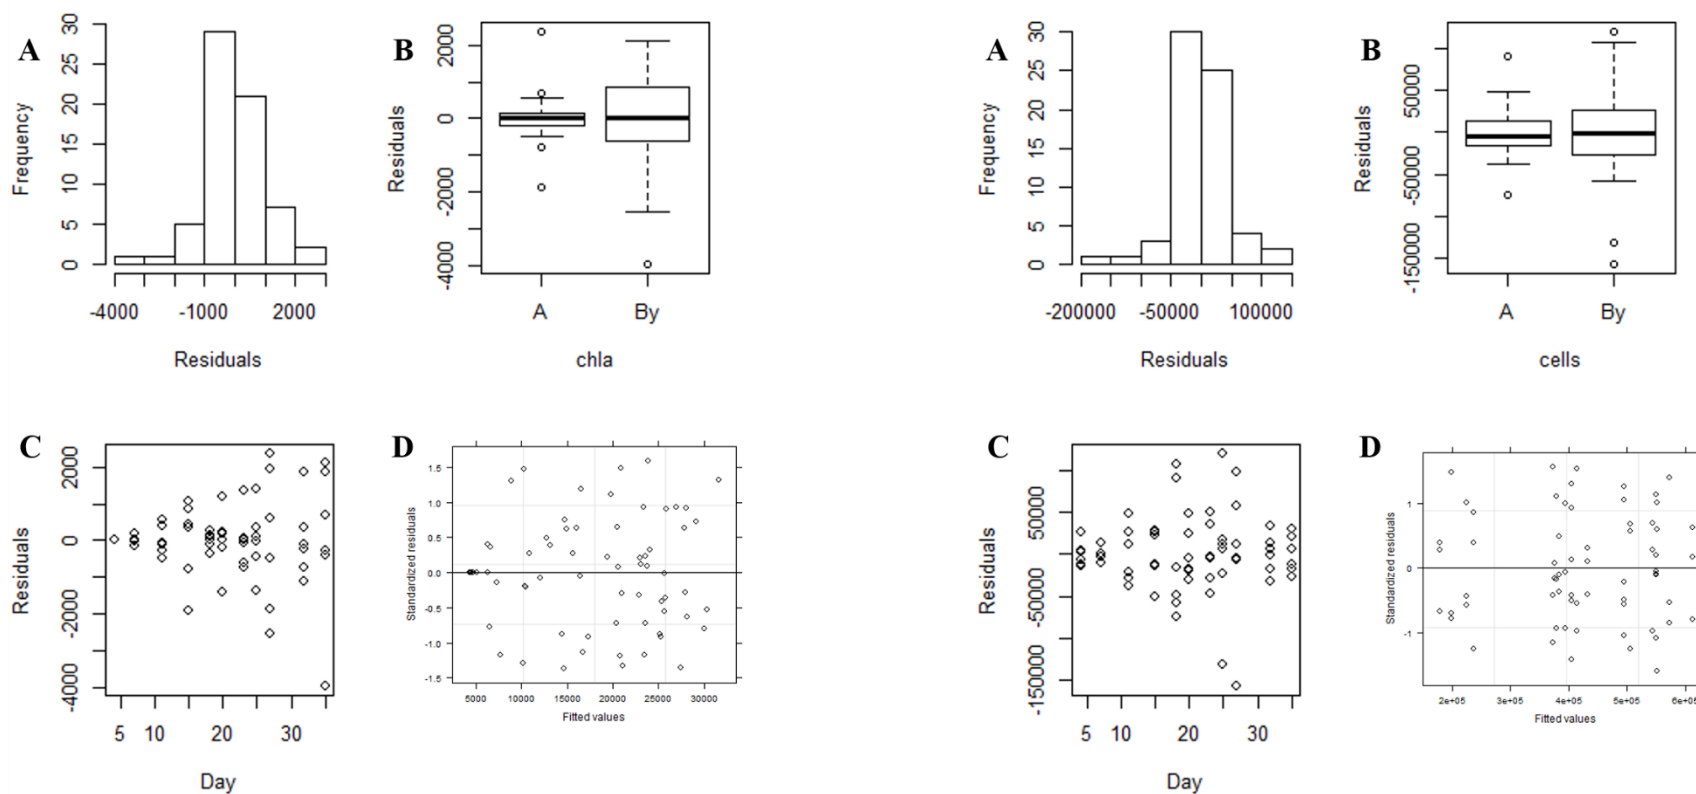 A
Frequency
30
25
20
15
10
5
0
-4000
-1000
2000
Residuals
B
Residuals
2000
0
-2000
-4000
A
By
chla
A
Frequency
30
25
20
15
10
5
0
-200000
-50000
100000
Residuals
B
Residuals
50000
-50000
-150000
A
By
cells
C
Residuals
2000
0
-2000
-4000
5
10
20
30
Day
D
Standardized residuals
1.5
1.0
0.5
0.0
-0.5
-1.0
-1.5
5000
10000
15000
20000
25000
30000
Fitted values
C
Residuals
50000
-50000
-150000
5
10
20
30
Day
D
Standardized residuals
1
0
-1
2e+05
3e+05
4e+05
5e+05
6e+05
Fitted values